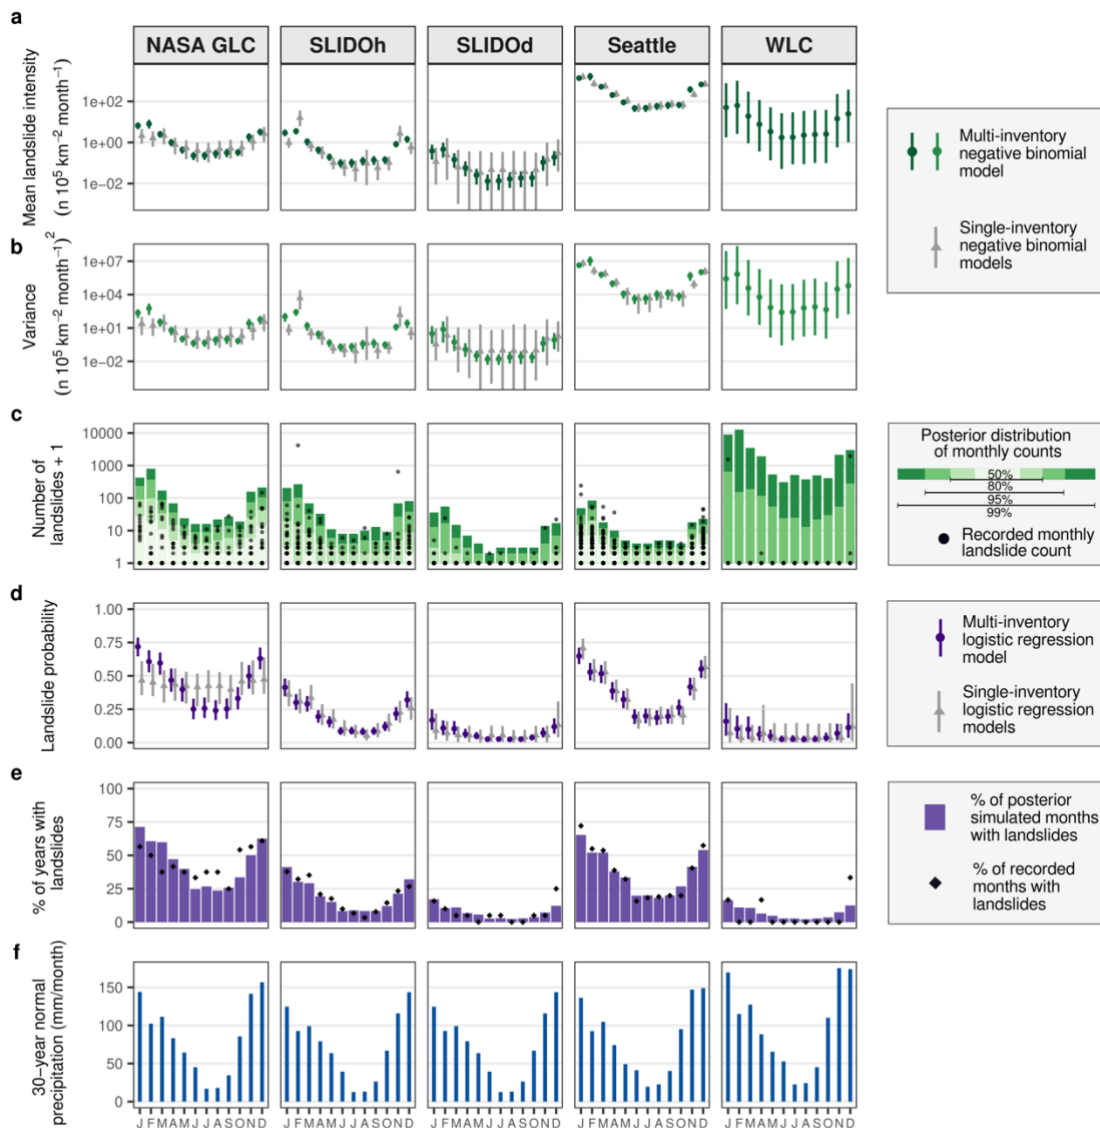 a
NASA GLC
SLIDOh
SLIDOd
Seattle
WLC
Mean landslide intensity
(n 10⁵ km⁻² month⁻¹)
1e+02
1e+00
1e−02
Multi-inventory
negative binomial
model
Single-inventory
negative binomial
models
b
Variance
(n 10⁵ km⁻² month⁻¹)²
1e+07
1e+04
1e+01
1e−02
c
Number of
landslides + 1
10000
1000
100
10
1
Posterior distribution
of monthly counts
50%
80%
95%
99%
Recorded monthly
landslide count
d
Landslide probability
1.00
0.75
0.50
0.25
0.00
Multi-inventory
logistic regression
model
Single-inventory
logistic regression
models
e
% of years with
landslides
100
75
50
25
0
% of posterior
simulated months
with landslides
% of recorded
months with
landslides
f
30−year normal
precipitation (mm/month)
150
100
50
0
J F M A M J J A S O N D
J F M A M J J A S O N D
J F M A M J J A S O N D
J F M A M J J A S O N D
J F M A M J J A S O N D